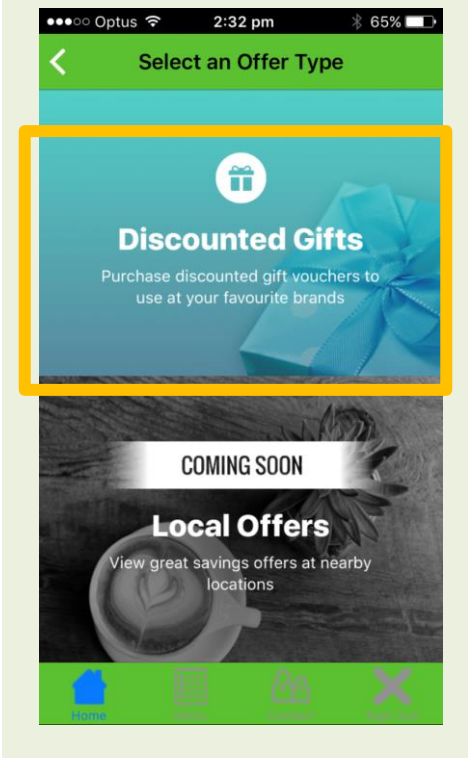 Optus 2:32 pm 65%
Select an Offer Type
Discounted Gifts
Purchase discounted gift vouchers to
use at your favourite brands
COMING SOON
Local Offers
View great savings offers at nearby
locations
Home